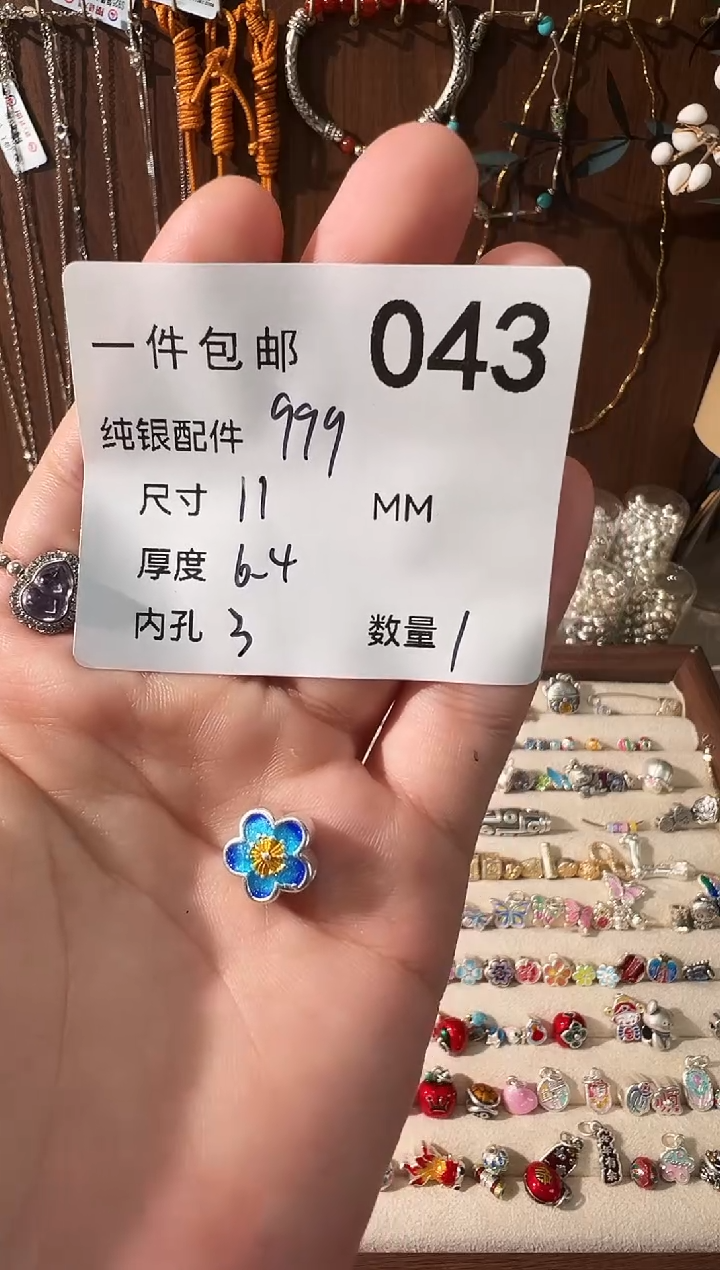 一件包邮 043
纯银配件 999
尺寸 11 MM
厚度 6.4
内孔 3 数量 1